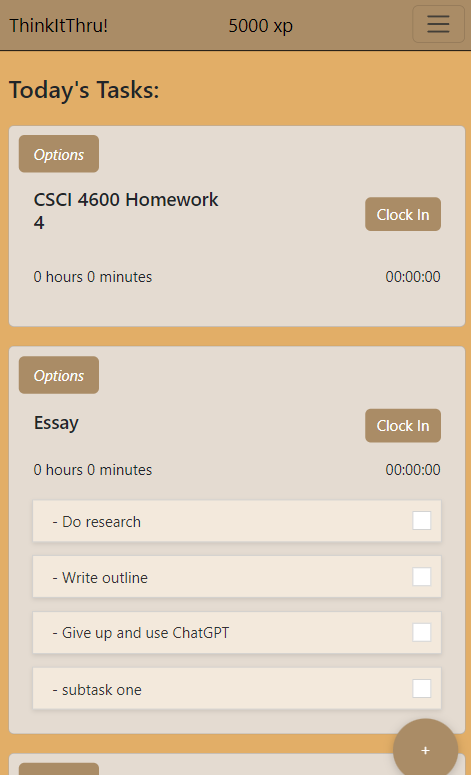 ThinkItThru! 5000 xp
Today's Tasks:
Options
CSCI 4600 Homework
4
Clock In
0 hours 0 minutes 00:00:00
Options
Essay Clock In
0 hours 0 minutes 00:00:00
- Do research
- Write outline
- Give up and use ChatGPT
- subtask one
+